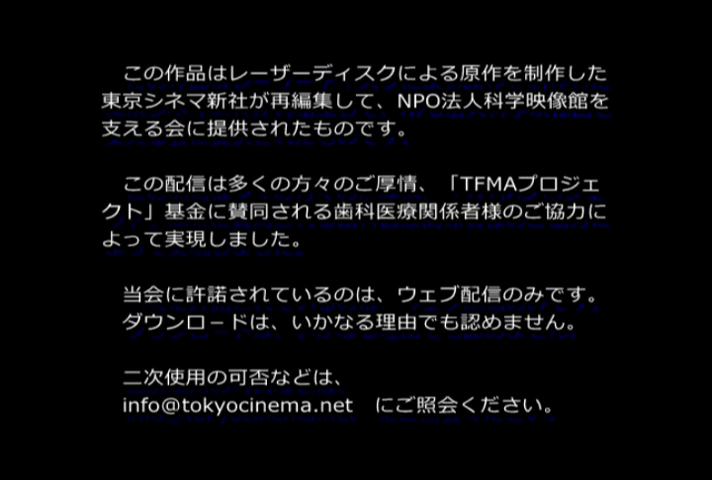 この作品はレーザーディスクによる原作を制作した
東京シネマ新社が再編集して、NPO法人科学映像館を
支える会に提供されたものです。
この配信は多くの方々のご厚情、「TFMAプロジェ
クト」基金に賛同される歯科医療関係者様のご協力に
よって実現しました。
当会に許諾されているのは、ウェブ配信のみです。
ダウンロ－ドは、いかなる理由でも認めません。
二次使用の可否などは、
info@tokyocinema.net　にご照会ください。